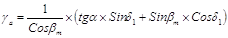 γₐ = 1/Cosβₘ × (tgα × Sinδ₁ + Sinβₘ × Cosδ₁)